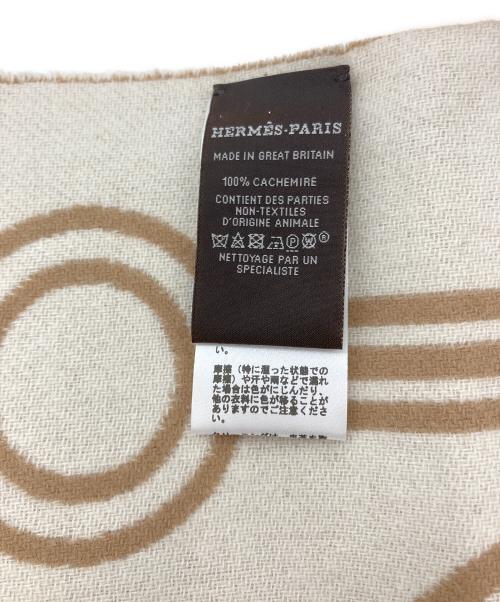 HERMÈS-PARIS
MADE IN GREAT BRITAIN
100% CACHEMIRE
CONTIENT DES PARTIES
NON-TEXTILES
D'ORIGINE ANIMALE
P W ®
NETTOYAGE PAR UN
SPECIALISTE
い。
摩擦（特に湿った状態での
摩擦）や汗や雨などで濡れ
た場合は色がにじんだり、
他の衣料に色が移ることが
ありますのでご注意くださ
い。